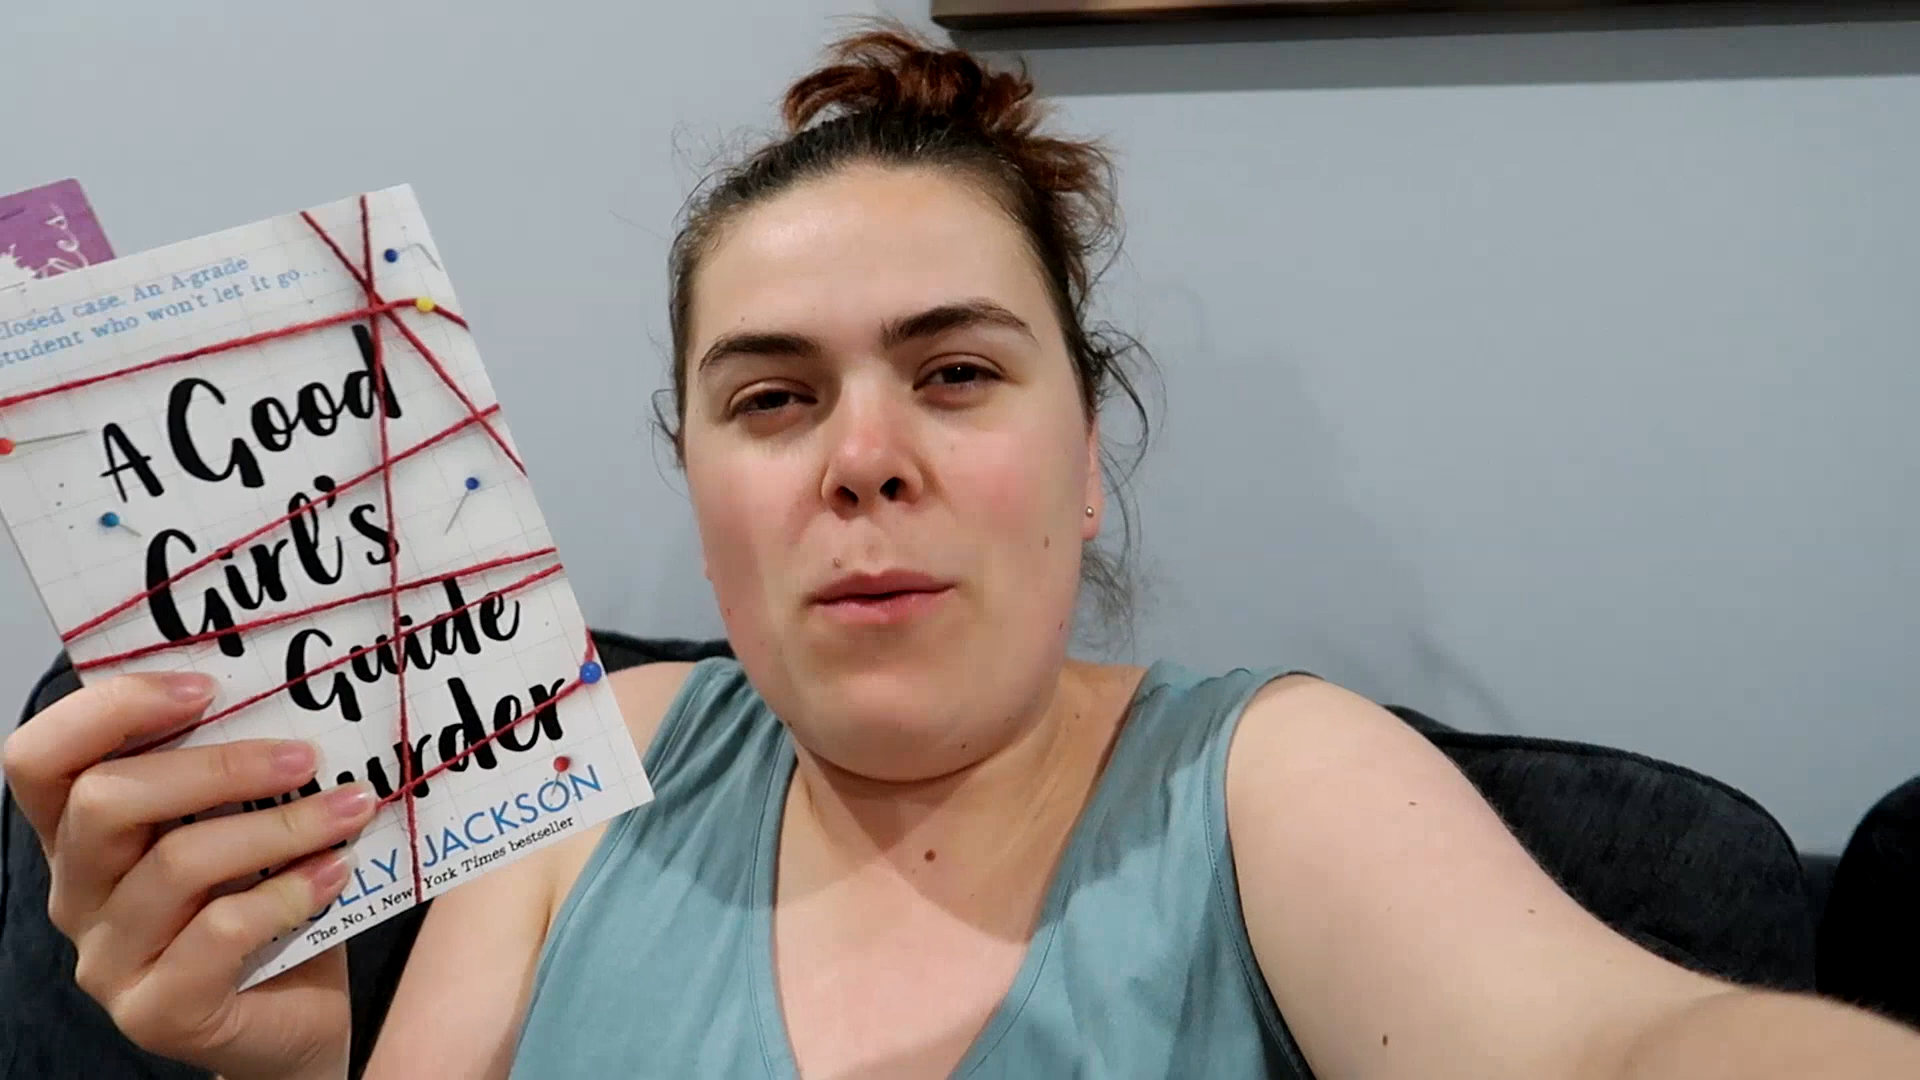 closed case. An A-grade
student who won't let it go...
A Good
Girl's
Guide
Murder
JACKSON
The No.1 New York Times bestseller